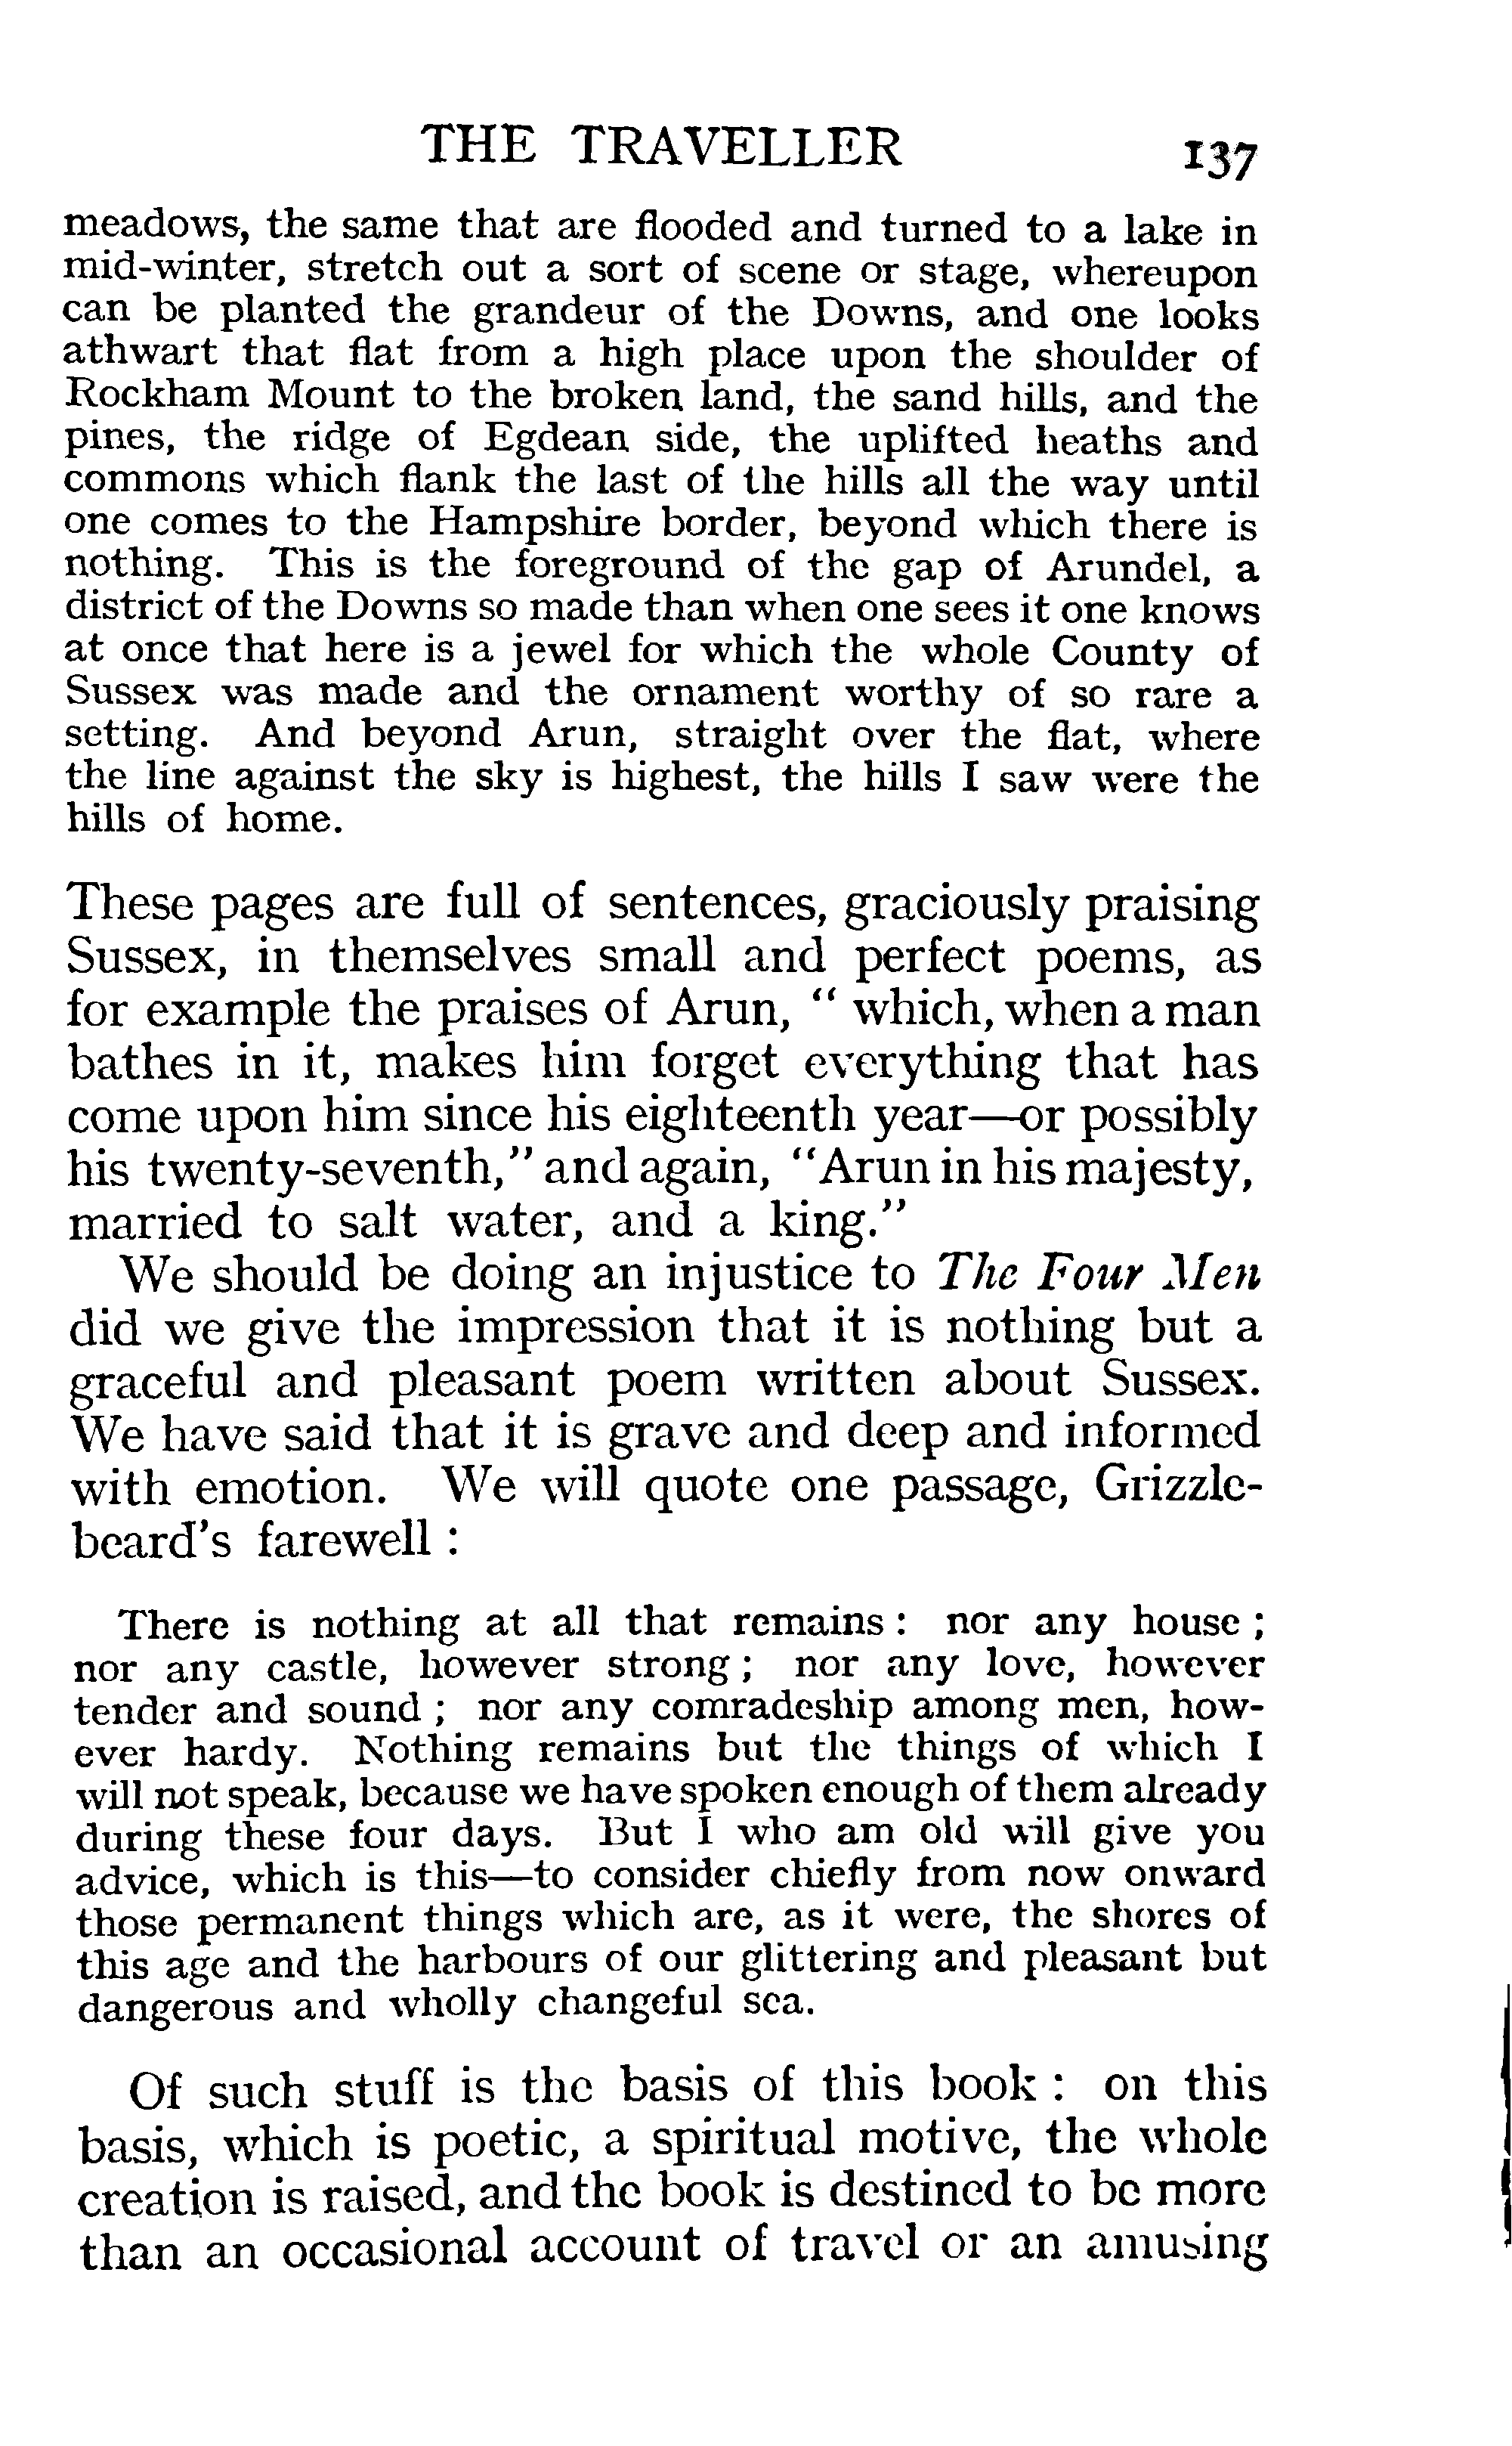 THE TRAVELLER 137
meadows, the same that are flooded and turned to a lake in
mid-winter, stretch out a sort of scene or stage, whereupon
can be planted the grandeur of the Downs, and one looks
athwart that flat from a high place upon the shoulder of
Rockham Mount to the broken land, the sand hills, and the
pines, the ridge of Egdean side, the uplifted heaths and
commons which flank the last of the hills all the way until
one comes to the Hampshire border, beyond which there is
nothing. This is the foreground of the gap of Arundel, a
district of the Downs so made than when one sees it one knows
at once that here is a jewel for which the whole County of
Sussex was made and the ornament worthy of so rare a
setting. And beyond Arun, straight over the flat, where
the line against the sky is highest, the hills I saw were the
hills of home.
These pages are full of sentences, graciously praising
Sussex, in themselves small and perfect poems, as
for example the praises of Arun, “ which, when a man
bathes in it, makes him forget everything that has
come upon him since his eighteenth year—or possibly
his twenty-seventh,” and again, “Arun in his majesty,
married to salt water, and a king.”
We should be doing an injustice to The Four Men
did we give the impression that it is nothing but a
graceful and pleasant poem written about Sussex.
We have said that it is grave and deep and informed
with emotion. We will quote one passage, Grizzle-
beard’s farewell :
There is nothing at all that remains : nor any house ;
nor any castle, however strong ; nor any love, however
tender and sound ; nor any comradeship among men, how-
ever hardy. Nothing remains but the things of which I
will not speak, because we have spoken enough of them already
during these four days. But I who am old will give you
advice, which is this—to consider chiefly from now onward
those permanent things which are, as it were, the shores of
this age and the harbours of our glittering and pleasant but
dangerous and wholly changeful sea.
Of such stuff is the basis of this book : on this
basis, which is poetic, a spiritual motive, the whole
creation is raised, and the book is destined to be more
than an occasional account of travel or an amusing